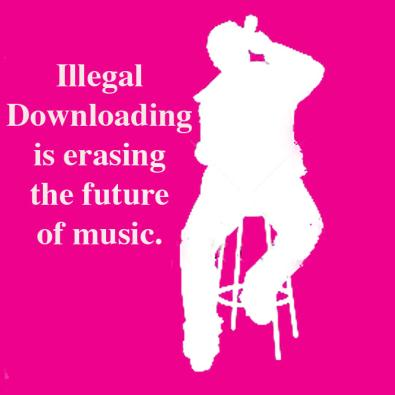 Illegal
Downloading
is erasing
the future
of music.